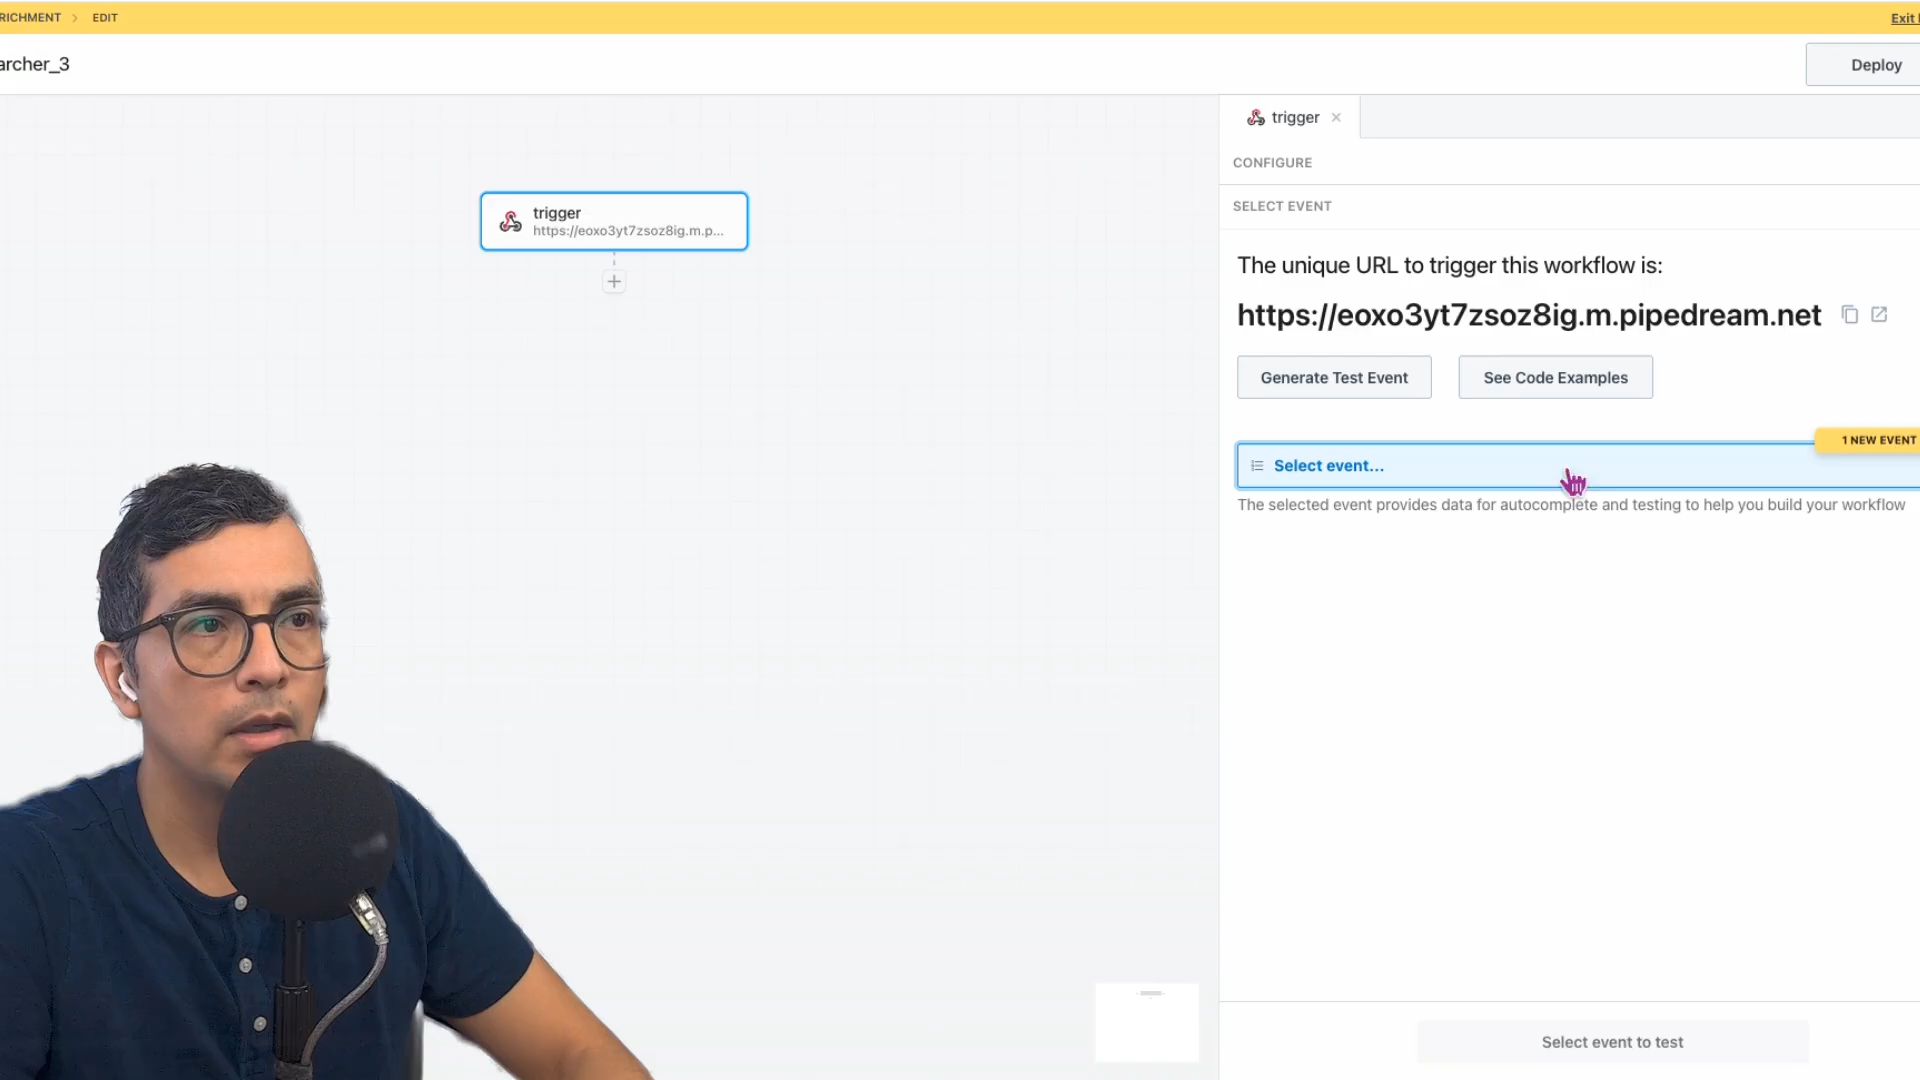 RICHMENT > EDIT
Exit
archer_3
Deploy
trigger
https://eoxo3yt7zsoz8ig.m.p...
trigger
CONFIGURE
SELECT EVENT
The unique URL to trigger this workflow is:
https://eoxo3yt7zsoz8ig.m.pipedream.net
Generate Test Event
See Code Examples
1 NEW EVENT
Select event...
The selected event provides data for autocomplete and testing to help you build your workflow
Select event to test